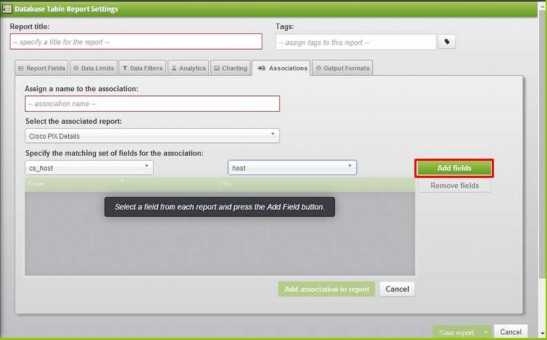 Database Table Report Settings
Report title:
Tags:
-- specify a title for the report --
-- assign tags to this report --
Report Fields
Data Limits
Data Filters
Analytics
Charting
Associations
Output Formats
Assign a name to the association:
-- association name --
Select the associated report:
Cisco PIX Details
Specify the matching set of fields for the association:
cs_host
host
Add fields
From
To
Remove fields
Select a field from each report and press the Add Field button.
Add association to report
Cancel
Save report
Cancel